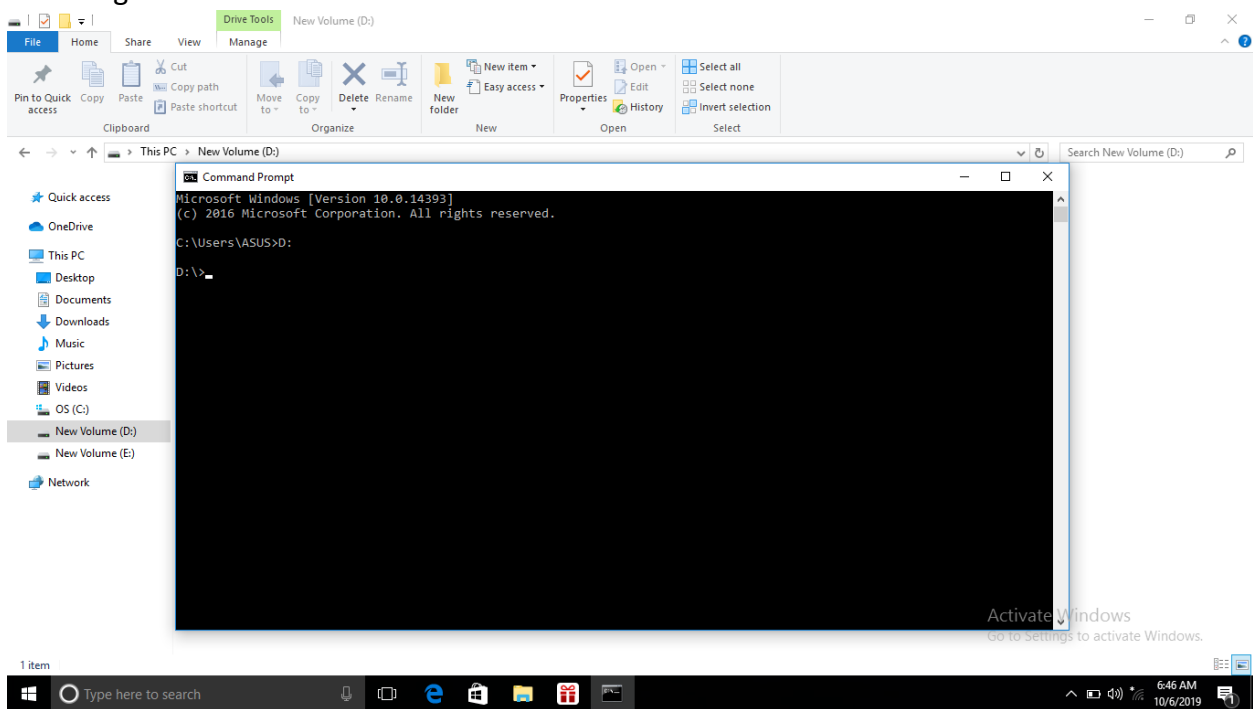 Drive Tools New Volume (D:)
File Home Share View Manage
Pin to Quick access
Copy
Paste
Cut
Copy path
Paste shortcut
Move to
Copy to
Delete
Rename
New folder
New item
Easy access
Properties
Open
Edit
History
Select all
Select none
Invert selection
Clipboard Organize New Open Select
This PC > New Volume (D:)
Search New Volume (D:)
Quick access
OneDrive
This PC
Desktop
Documents
Downloads
Music
Pictures
Videos
OS (C:)
New Volume (D:)
New Volume (E:)
Network
Command Prompt
Microsoft Windows [Version 10.0.14393]
(c) 2016 Microsoft Corporation. All rights reserved.
C:\Users\ASUS>D:
D:\>_
Activate Windows
Go to Settings to activate Windows.
1 item
Type here to search
6:46 AM
10/6/2019